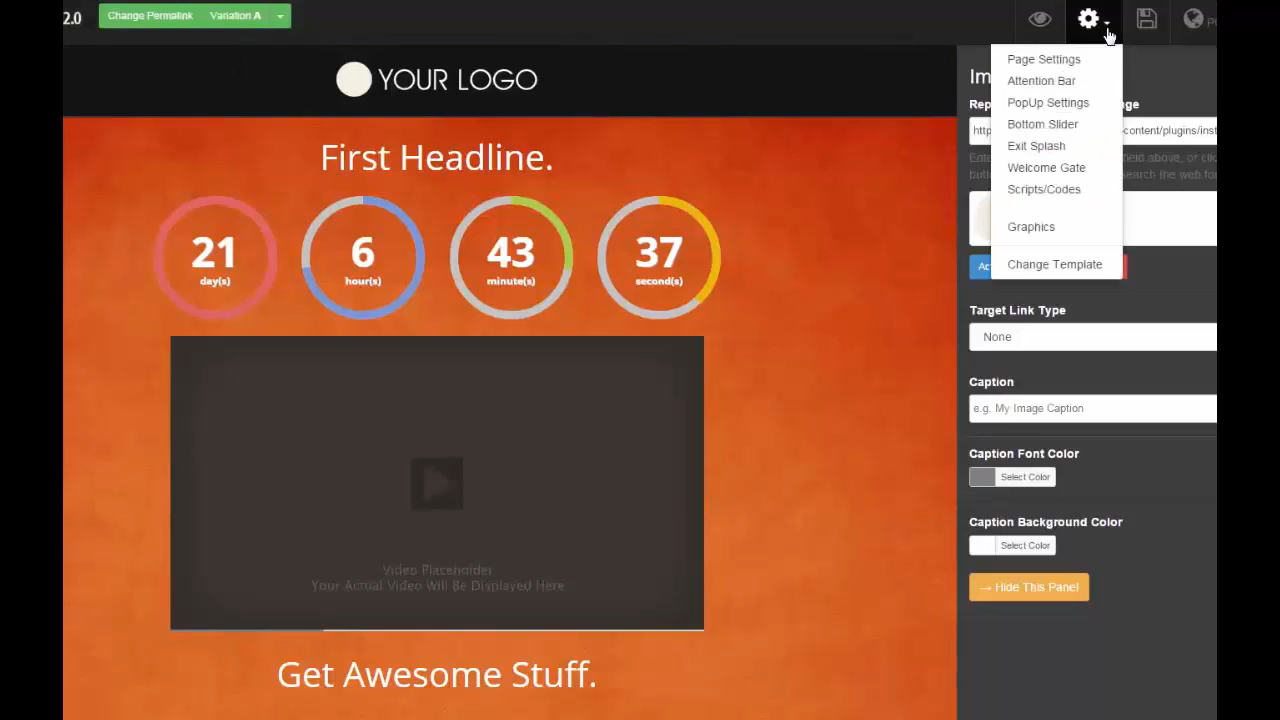 2.0
Change Permalink
Variation A
Page Settings
Attention Bar
PopUp Settings
Bottom Slider
Exit Splash
Welcome Gate
Scripts/Codes
Graphics
Change Template
YOUR LOGO
First Headline.
21
day(s)
6
hour(s)
43
minute(s)
37
second(s)
Video Placeholder
Your Actual Video Will Be Displayed Here
Get Awesome Stuff.
-content/plugins/inst
Target Link Type
None
Caption
e.g. My Image Caption
Caption Font Color
Select Color
Caption Background Color
Select Color
→ Hide This Panel